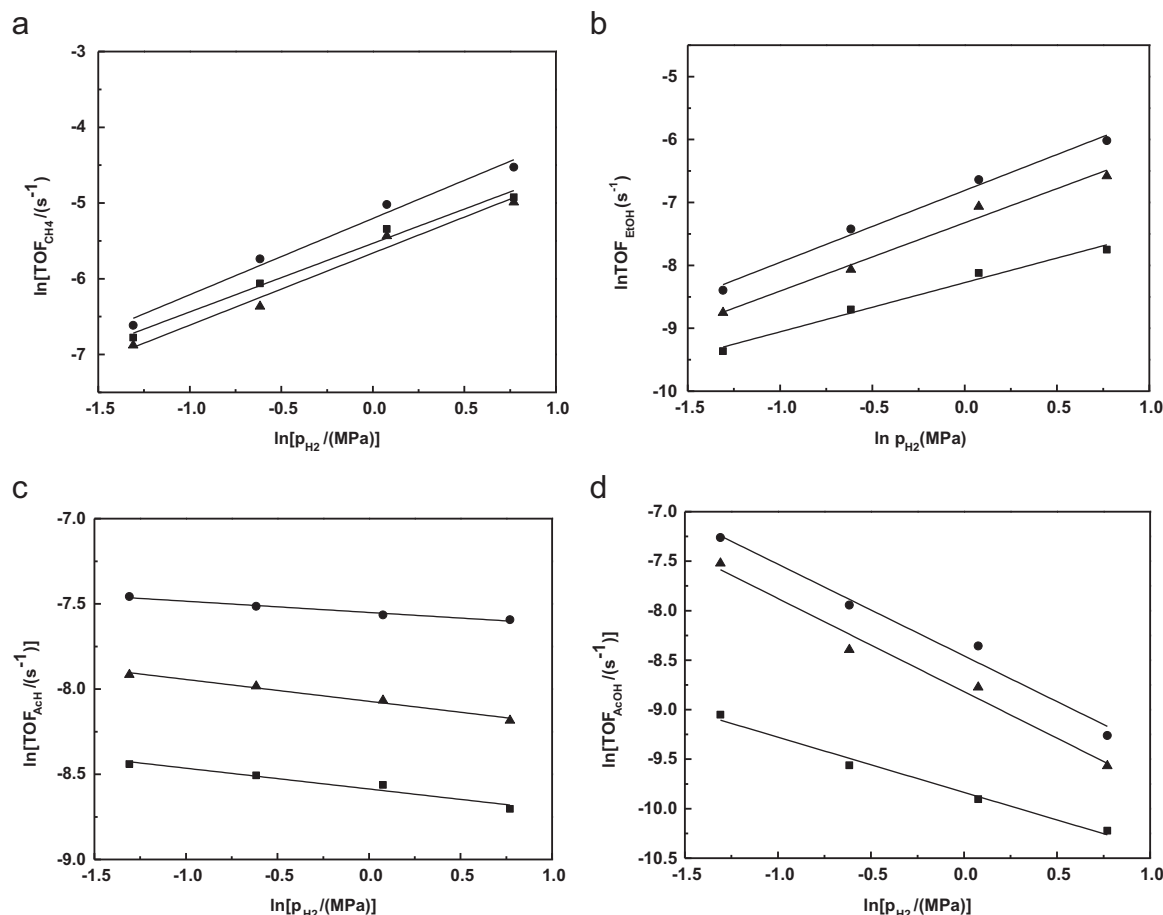 a
-3
-4
-5
-6
-7
ln[TOF_CH4/(s^-1)]
-1.5 -1.0 -0.5 0.0 0.5 1.0
ln[p_H2/(MPa)]
b
-5
-6
-7
-8
-9
-10
lnTOF_EtOH(s^-1)
-1.5 -1.0 -0.5 0.0 0.5 1.0
ln p_H2(MPa)
c
-7.0
-7.5
-8.0
-8.5
-9.0
ln[TOF_AcH/(s^-1)]
-1.5 -1.0 -0.5 0.0 0.5 1.0
ln[p_H2/(MPa)]
d
-7.0
-7.5
-8.0
-8.5
-9.0
-9.5
-10.0
-10.5
ln[TOF_AcOH/(s^-1)]
-1.5 -1.0 -0.5 0.0 0.5 1.0
ln[p_H2/(MPa)]